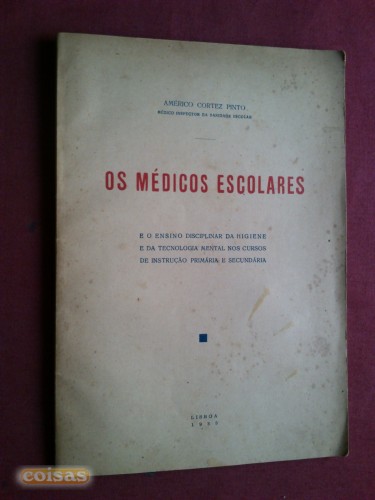 AMÉRICO CORTEZ PINTO
MÉDICO INSPECTOR DA SANIDADE ESCOLAR
OS MÉDICOS ESCOLARES
E O ENSINO DISCIPLINAR DA HIGIENE
E DA TECNOLOGIA MENTAL NOS CURSOS
DE INSTRUÇÃO PRIMÁRIA E SECUNDÁRIA
LISBOA
coisas